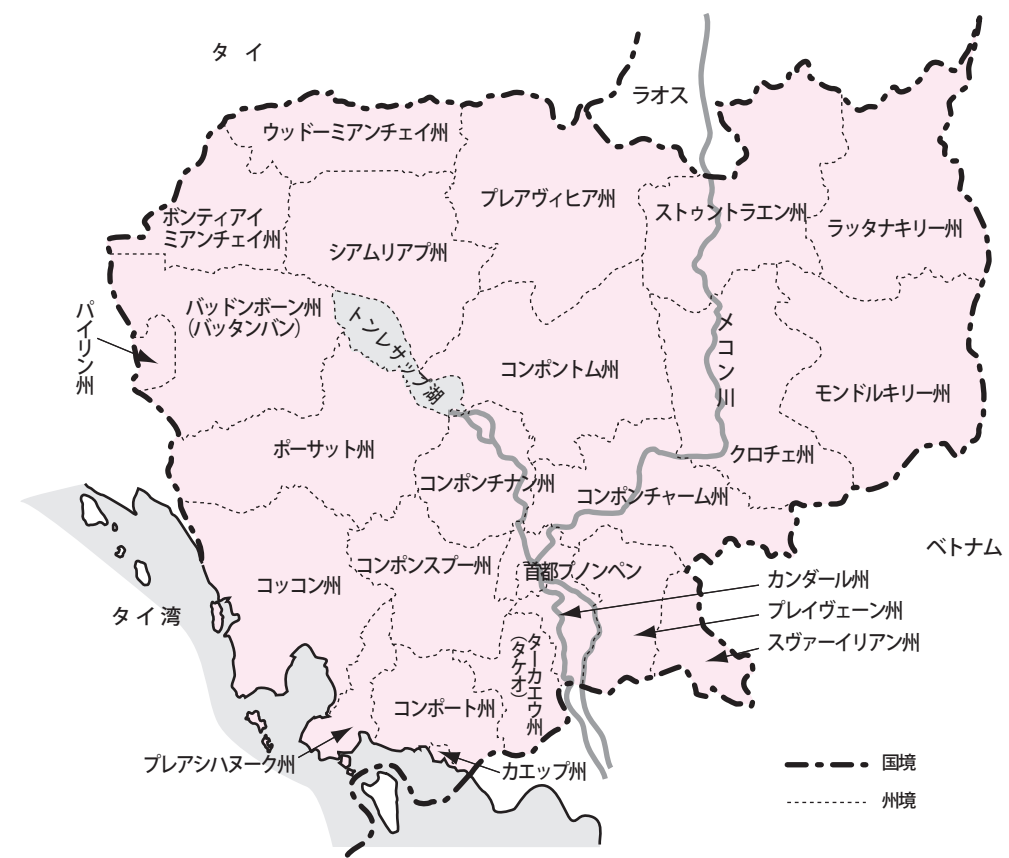 タイ
ラオス
ウッドーミアンチェイ州
プレアヴィヒア州
ストゥントラエン州
ラッタナキリー州
ボンティアイ
ミアンチェイ州
シアムリアプ州
バッドンボーン州
(バッタンバン)
パイリン州
トンレサップ湖
メコン川
コンポントム州
モンドルキリー州
ポーサット州
クロチェ州
コンポンチナン州
コンポンチャーム州
ベトナム
コンポンスプー州
首都プノンペン
コッコン州
カンダール州
プレイヴェーン州
スヴァーイリアン州
タイ湾
ターカエウ州
(タケオ)
コンポート州
プレアシハヌーク州
カエップ州
国境
州境